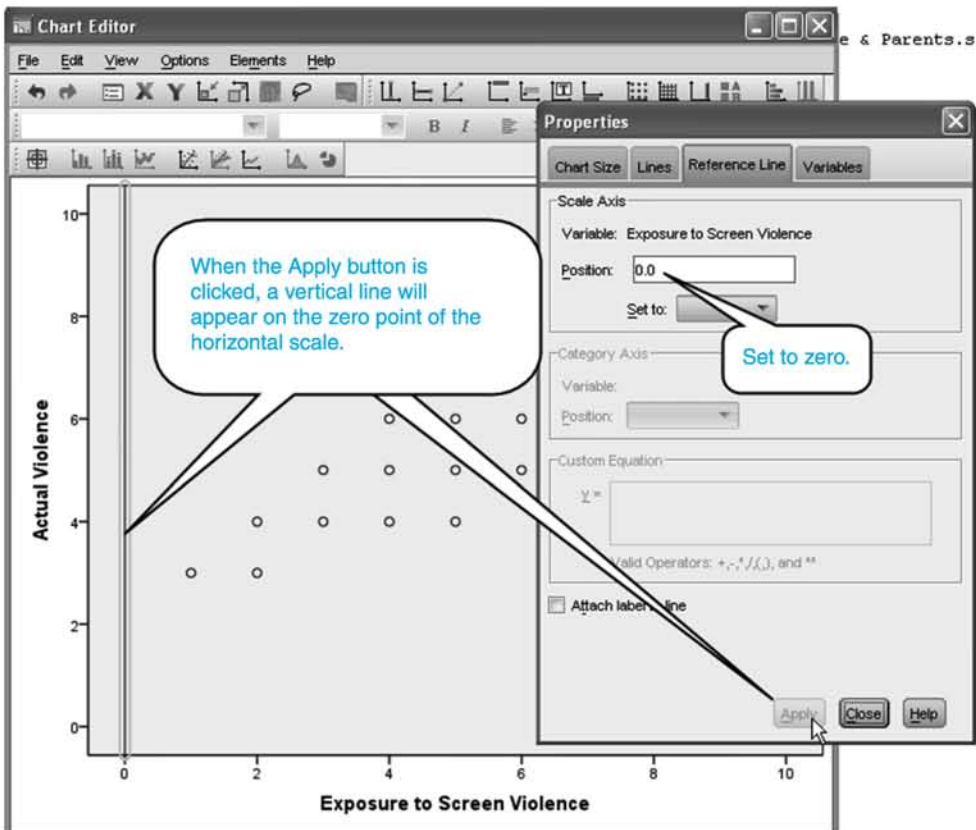 Chart Editor
e & Parents.s
File Edit View Options Elements Help
X Y
B I
Properties
Chart Size Lines Reference Line Variables
Scale Axis
Variable: Exposure to Screen Violence
Position: 0.0
Set to:
Set to zero.
Category Axis
Variable:
Position:
Custom Equation
y =
Valid Operators: +,-,*,/,(,), and **
Attach label line
Apply Close Help
When the Apply button is
clicked, a vertical line will
appear on the zero point of the
horizontal scale.
Actual Violence
10
8
6
4
2
0
0 2 4 6 8 10
Exposure to Screen Violence